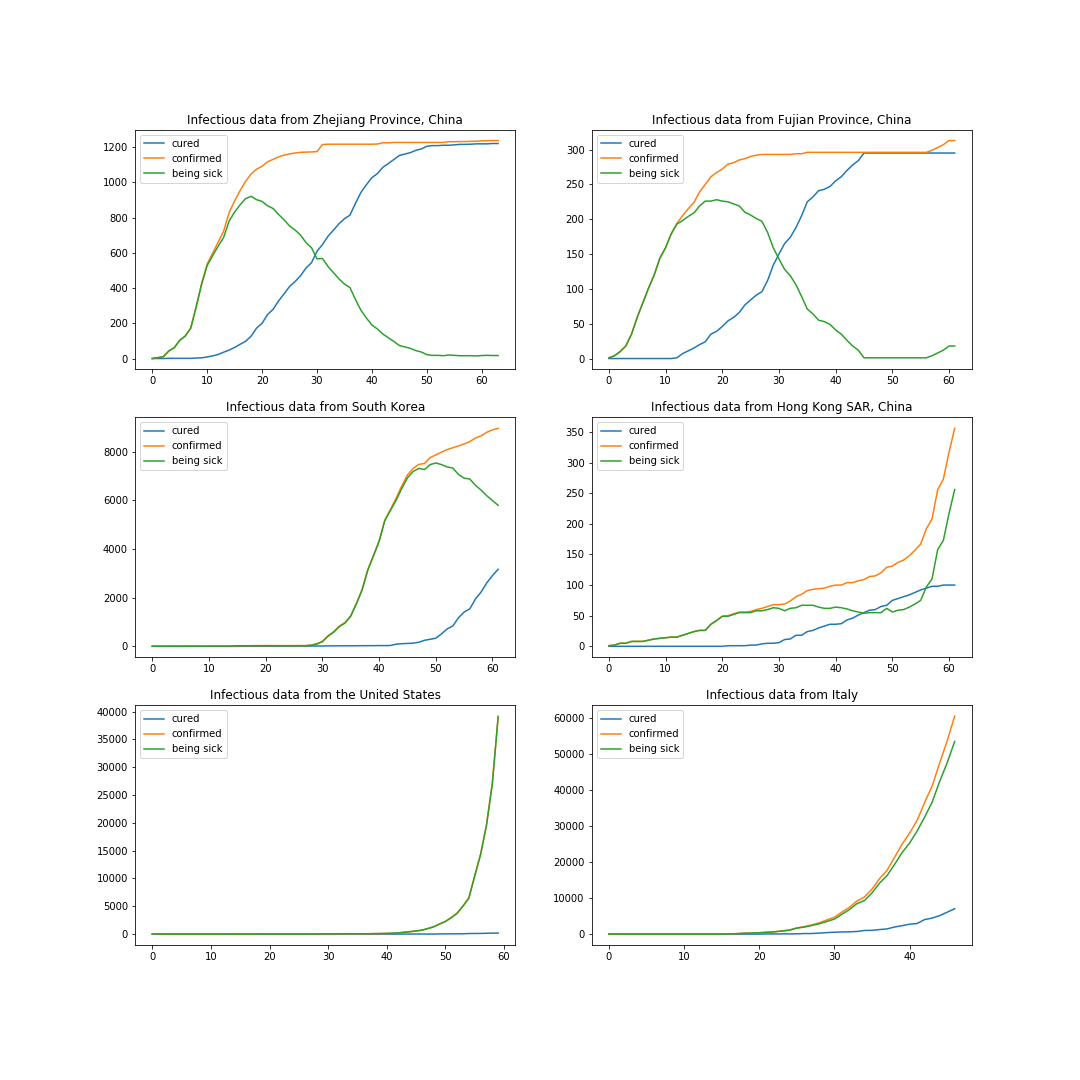 Infectious data from Zhejiang Province, China
cured
confirmed
being sick
1200
1000
800
600
400
200
0
0 10 20 30 40 50 60
Infectious data from Fujian Province, China
cured
confirmed
being sick
300
250
200
150
100
50
0
0 10 20 30 40 50 60
Infectious data from South Korea
cured
confirmed
being sick
8000
6000
4000
2000
0
0 10 20 30 40 50 60
Infectious data from Hong Kong SAR, China
cured
confirmed
being sick
350
300
250
200
150
100
50
0
0 10 20 30 40 50 60
Infectious data from the United States
cured
confirmed
being sick
40000
35000
30000
25000
20000
15000
10000
5000
0
0 10 20 30 40 50 60
Infectious data from Italy
cured
confirmed
being sick
60000
50000
40000
30000
20000
10000
0
0 10 20 30 40